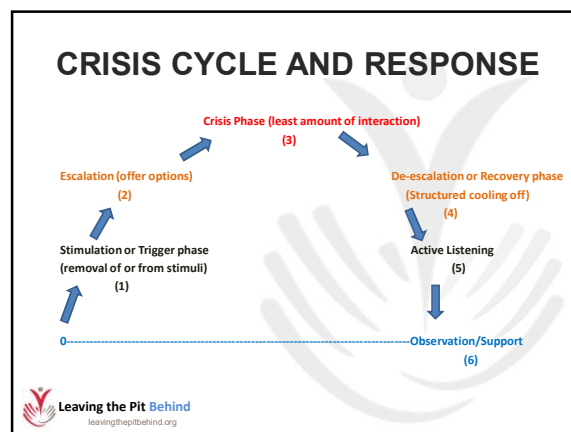 CRISIS CYCLE AND RESPONSE
Crisis Phase (least amount of interaction)
(3)
Escalation (offer options)
(2)
De-escalation or Recovery phase
(Structured cooling off)
(4)
Stimulation or Trigger phase
(removal of or from stimuli)
(1)
Active Listening
(5)
0------------------------------------------------------------------------------------Observation/Support
(6)
Leaving the Pit Behind
leavingthepitbehind.org